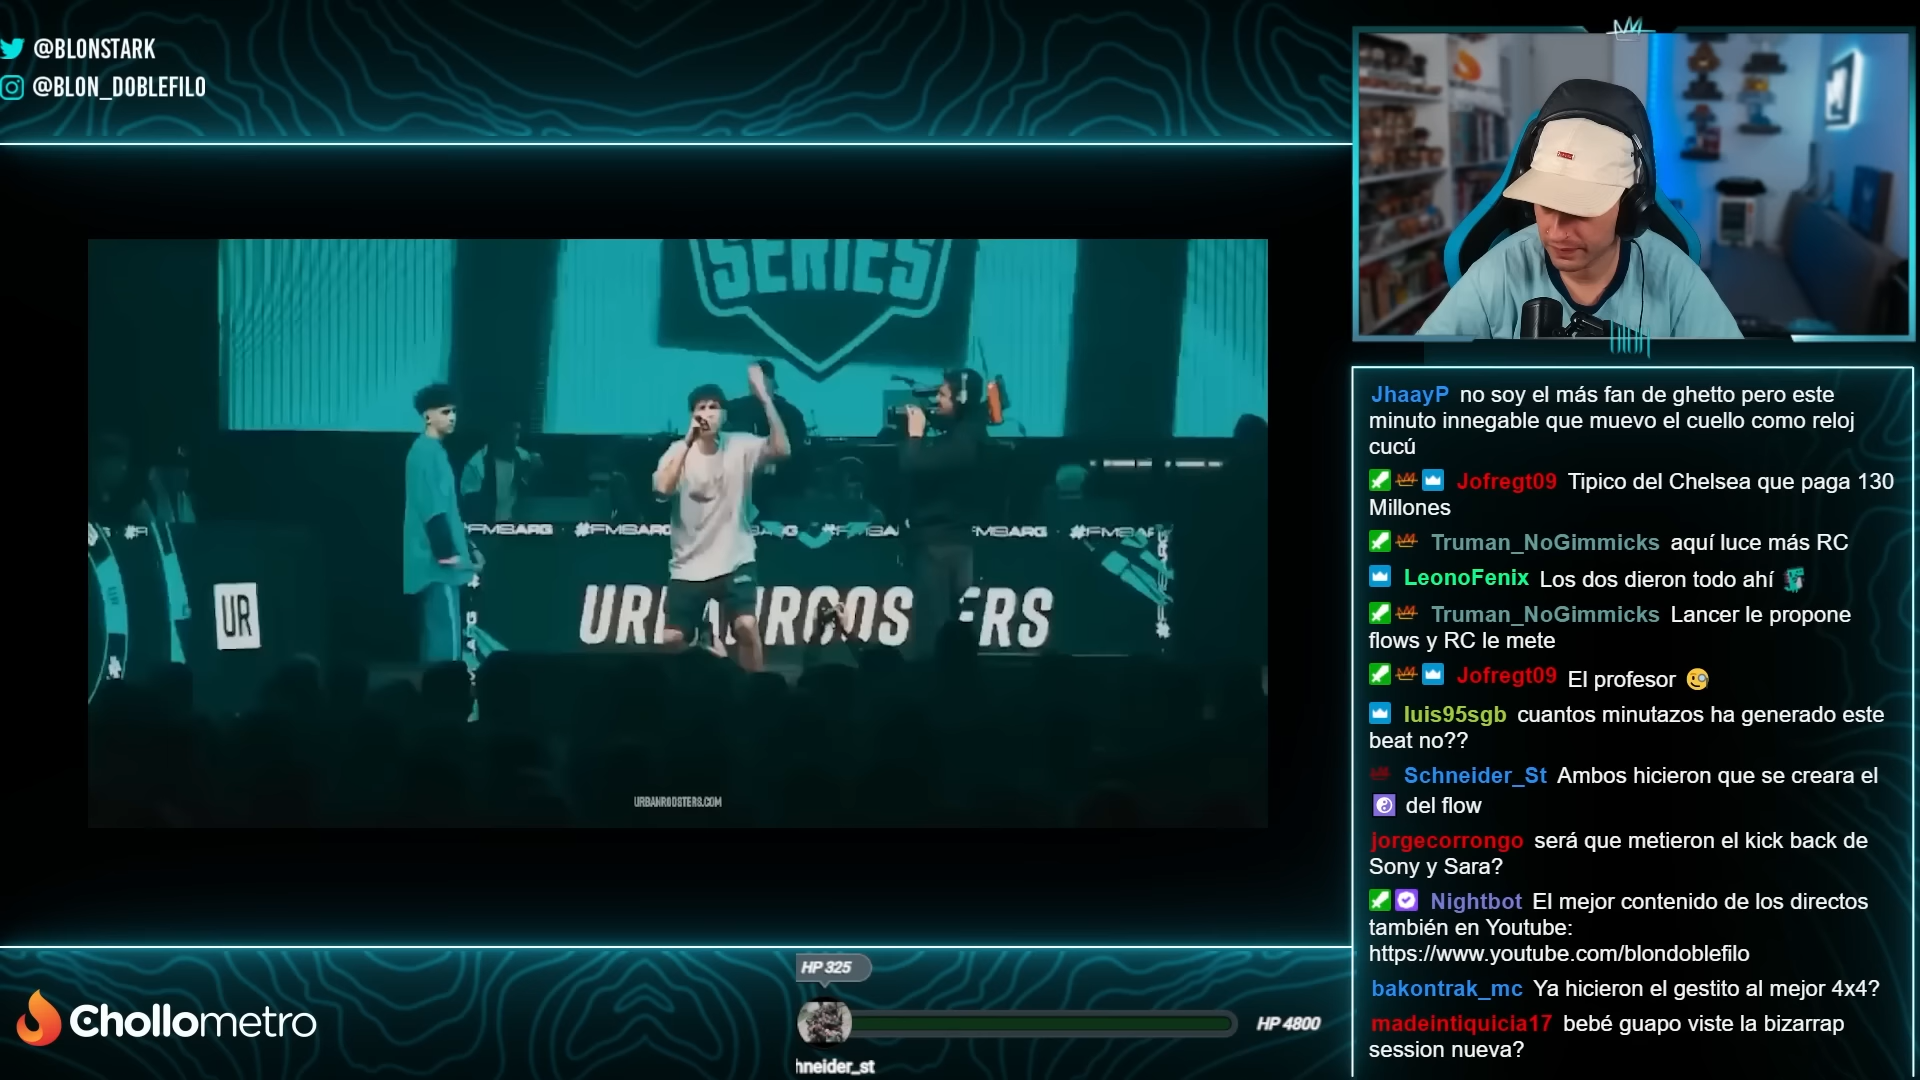 @BLONSTARK
@BLON_DOBLEFILO
SERIES
#FMSARG
UR
URBANROOSTERS.COM
JhaayP no soy el más fan de ghetto pero este
minuto innegable que muevo el cuello como reloj
cucú
Jofregt09 Tipico del Chelsea que paga 130
Millones
Truman_NoGimmicks aquí luce más RC
LeonoFenix Los dos dieron todo ahí
Truman_NoGimmicks Lancer le propone
flows y RC le mete
Jofregt09 El profesor 🧐
luis95sgb cuantos minutazos ha generado este
beat no??
Schneider_St Ambos hicieron que se creara el
☯ del flow
jorgecorrongo será que metieron el kick back de
Sony y Sara?
Nightbot El mejor contenido de los directos
también en Youtube:
https://www.youtube.com/blondoblefilo
bakontrak_mc Ya hicieron el gestito al mejor 4x4?
madeintiquicia17 bebé guapo viste la bizarrap
session nueva?
HP 325
HP 4800
hneider_st
Chollometro